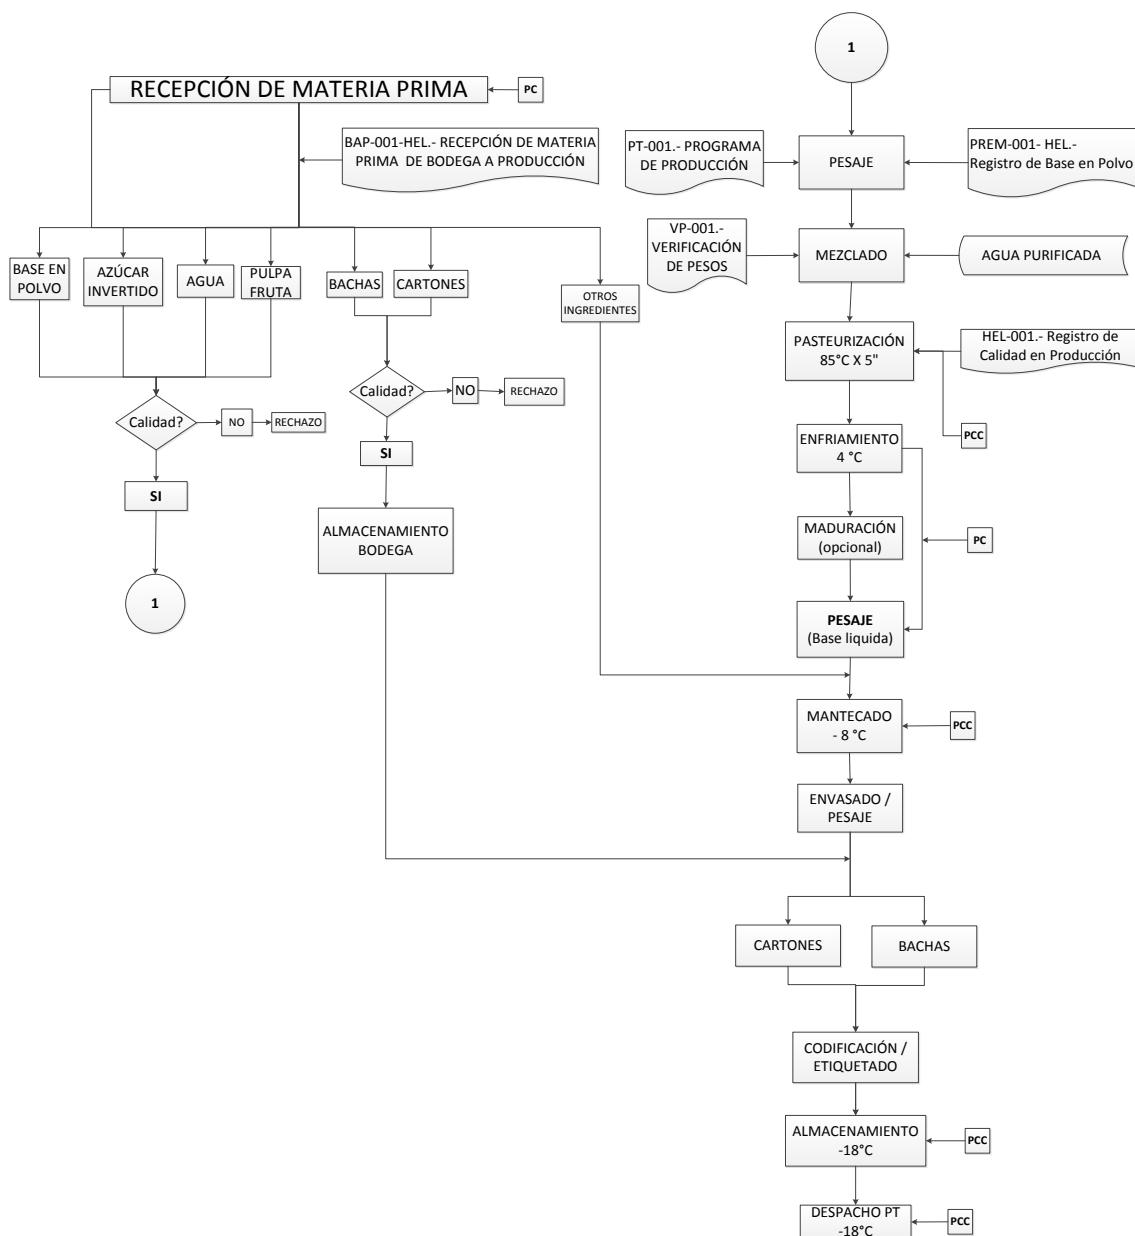 RECEPCIÓN DE MATERIA PRIMA
PC
BAP-001-HEL.- RECEPCIÓN DE MATERIA
PRIMA DE BODEGA A PRODUCCIÓN
BASE EN
POLVO
AZÚCAR
INVERTIDO
AGUA
PULPA
FRUTA
BACHAS
CARTONES
OTROS
INGREDIENTES
Calidad?
NO
RECHAZO
SI
1
Calidad?
NO
RECHAZO
SI
ALMACENAMIENTO
BODEGA
1
PT-001.- PROGRAMA
DE PRODUCCIÓN
PESAJE
PREM-001- HEL.-
Registro de Base en Polvo
VP-001.-
VERIFICACIÓN
DE PESOS
MEZCLADO
AGUA PURIFICADA
PASTEURIZACIÓN
85°C X 5"
HEL-001.- Registro de
Calidad en Producción
PCC
ENFRIAMIENTO
4 °C
MADURACIÓN
(opcional)
PC
PESAJE
(Base liquida)
MANTECADO
- 8 °C
PCC
ENVASADO /
PESAJE
CARTONES
BACHAS
CODIFICACIÓN /
ETIQUETADO
ALMACENAMIENTO
-18°C
PCC
DESPACHO PT
-18°C
PCC